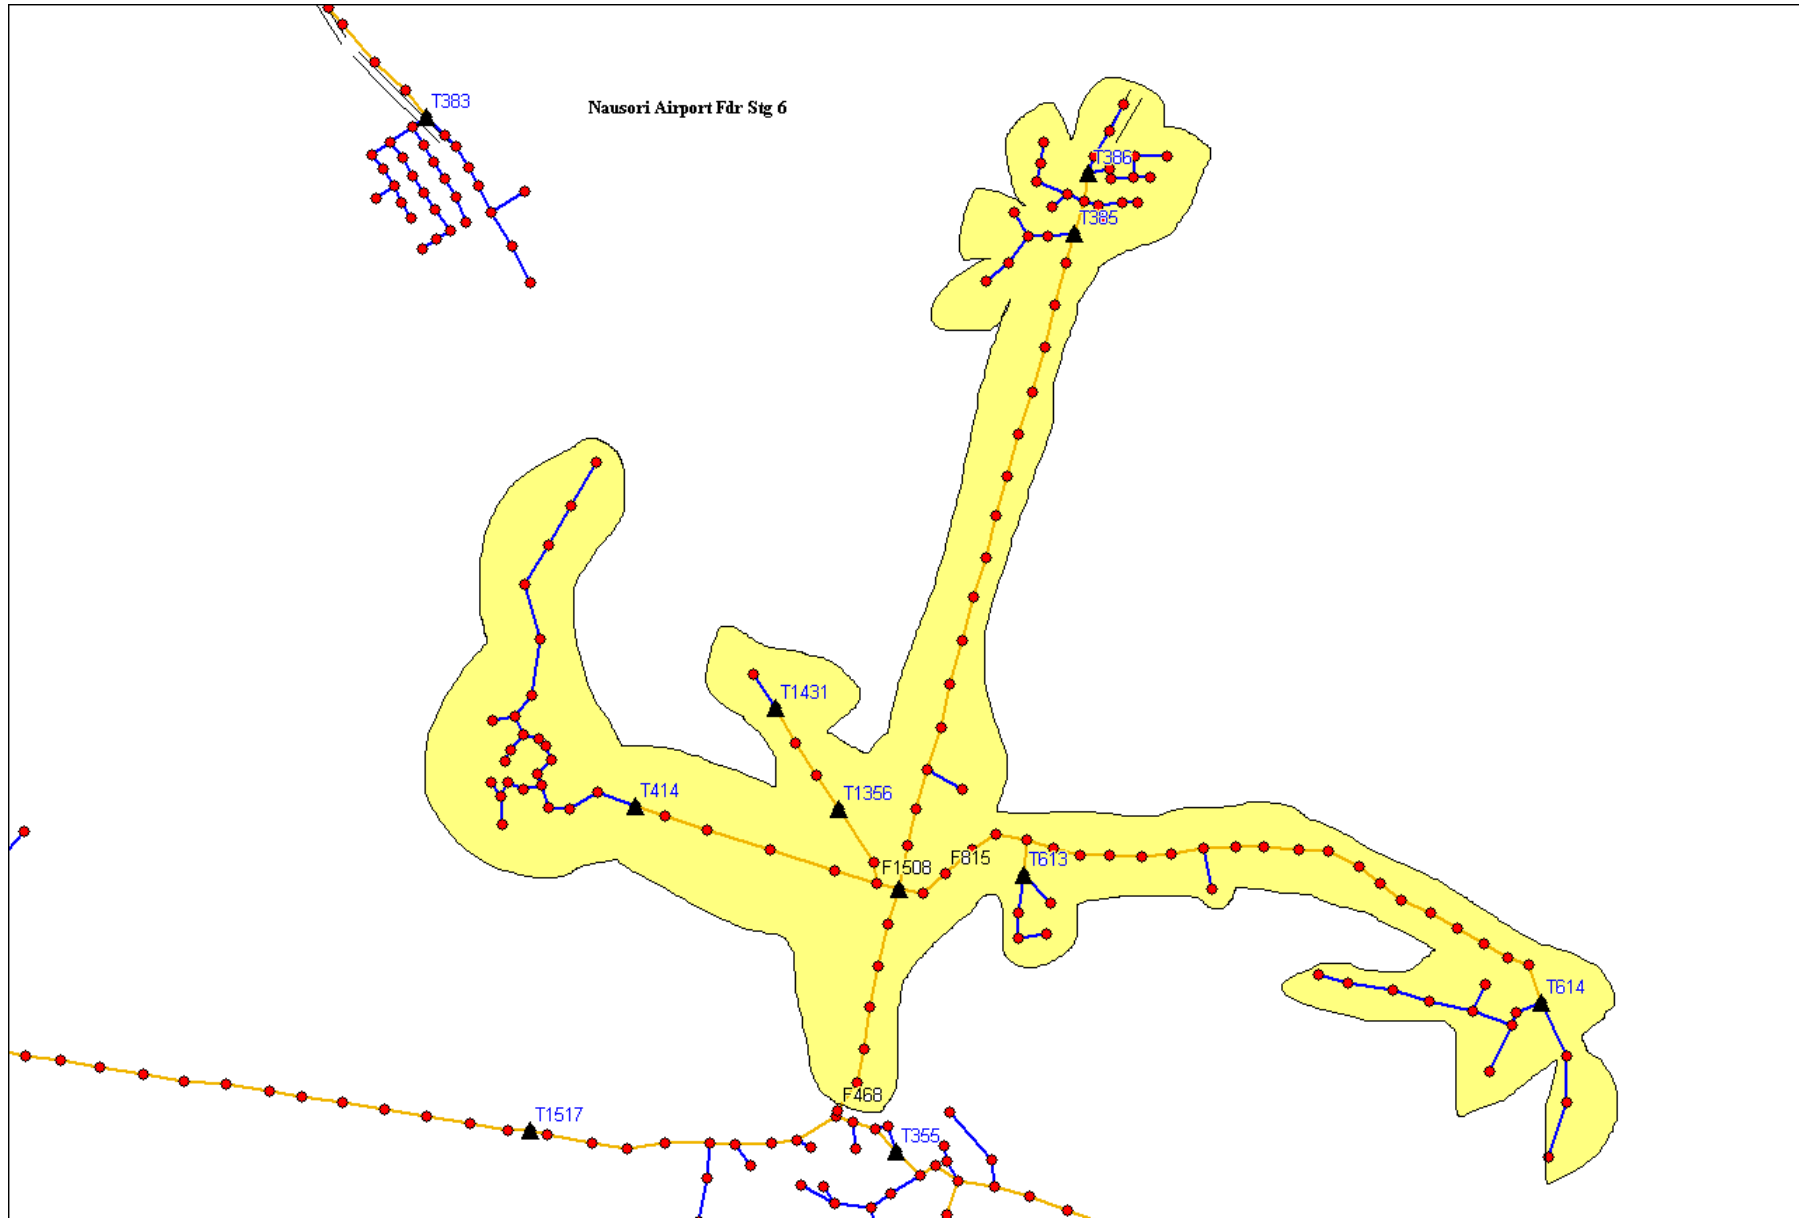 T383
Nausori Airport Fdr Stg 6
T386
T385
T1431
T414
T1356
F1508
F815
T613
T614
F468
T1517
T355